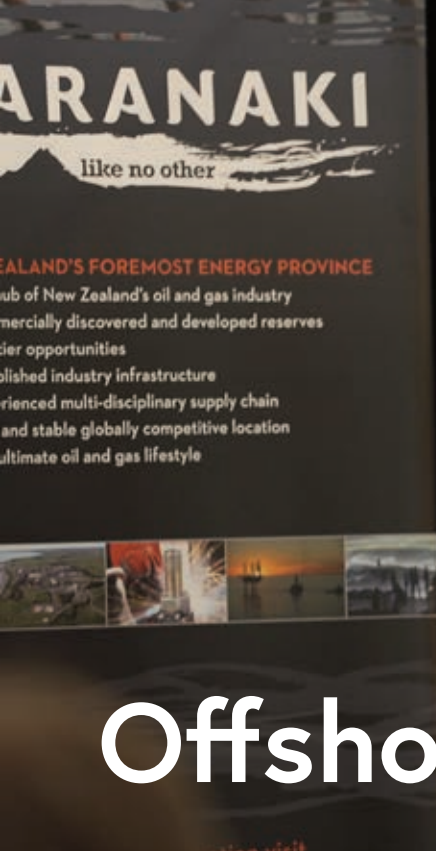 ARANAKI
like no other
EALAND'S FOREMOST ENERGY PROVINCE
ub of New Zealand's oil and gas industry
mercially discovered and developed reserves
tier opportunities
blished industry infrastructure
rienced multi-disciplinary supply chain
and stable globally competitive location
ultimate oil and gas lifestyle
Offsho
visit